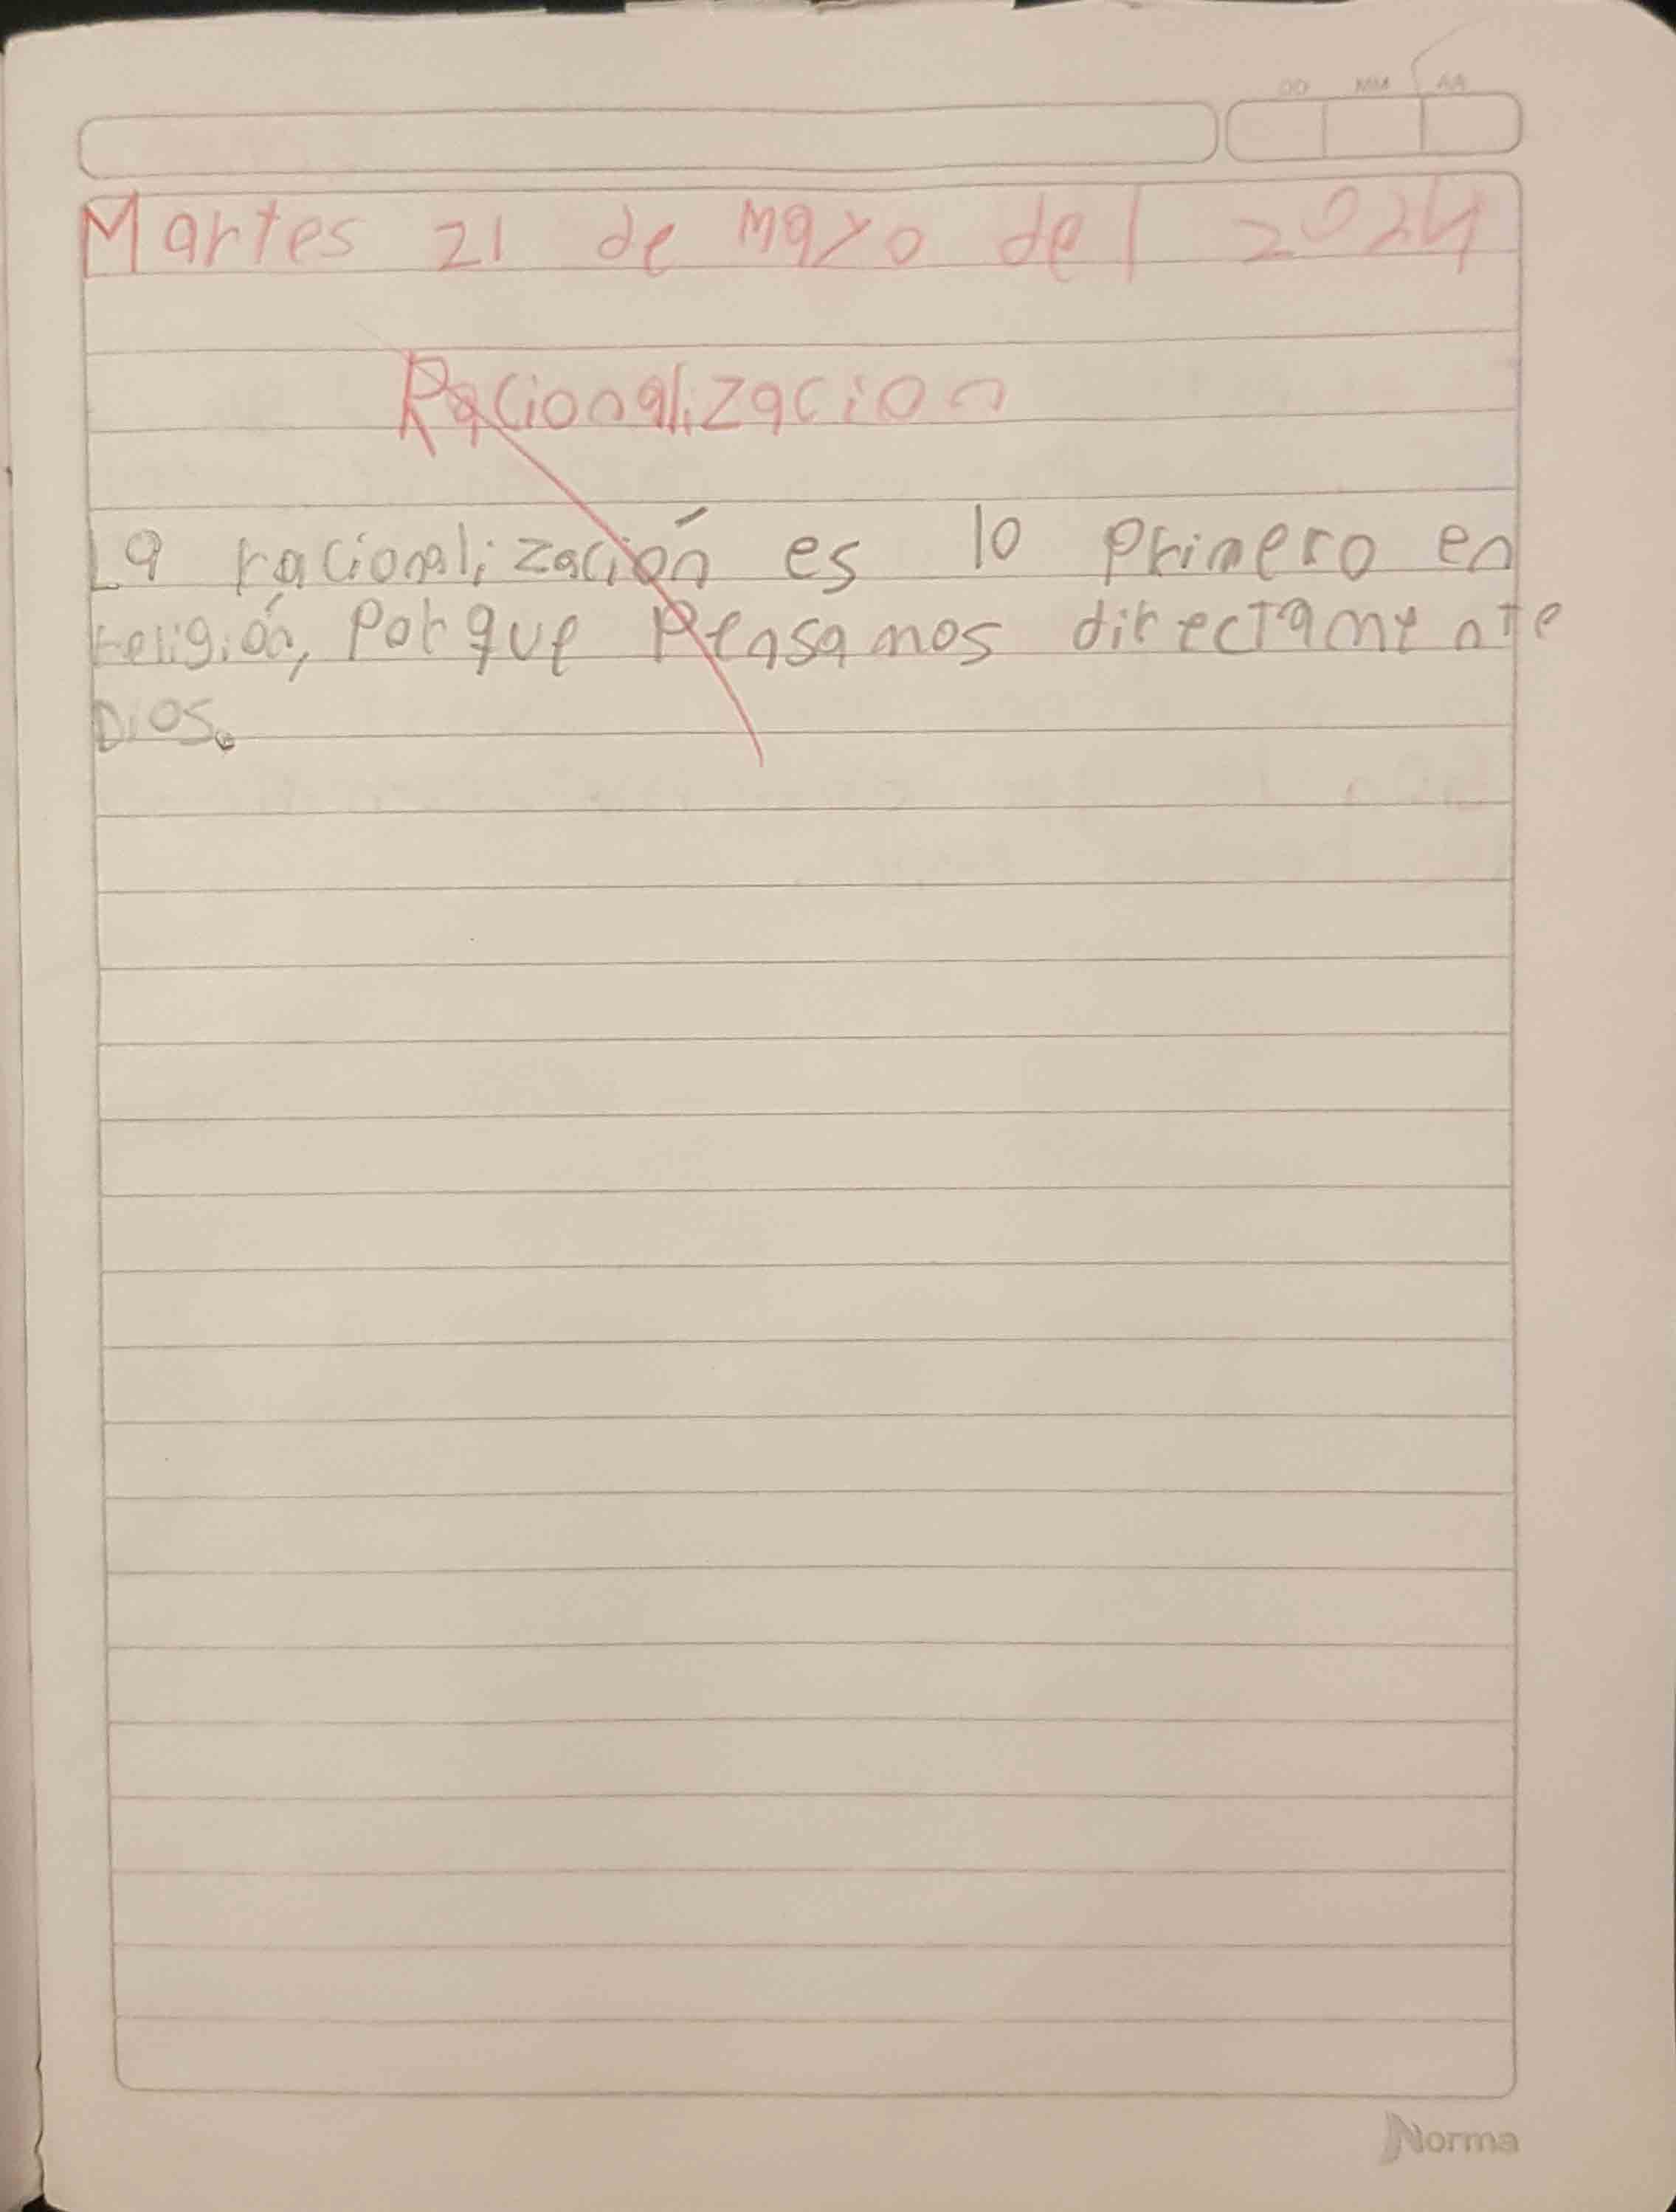 DD MM AA
Martes 21 de mayo del 2024
Racionalizacion
La racionalización es lo primero en
religión, Porque Pensamos directamente
Dios.
Norma